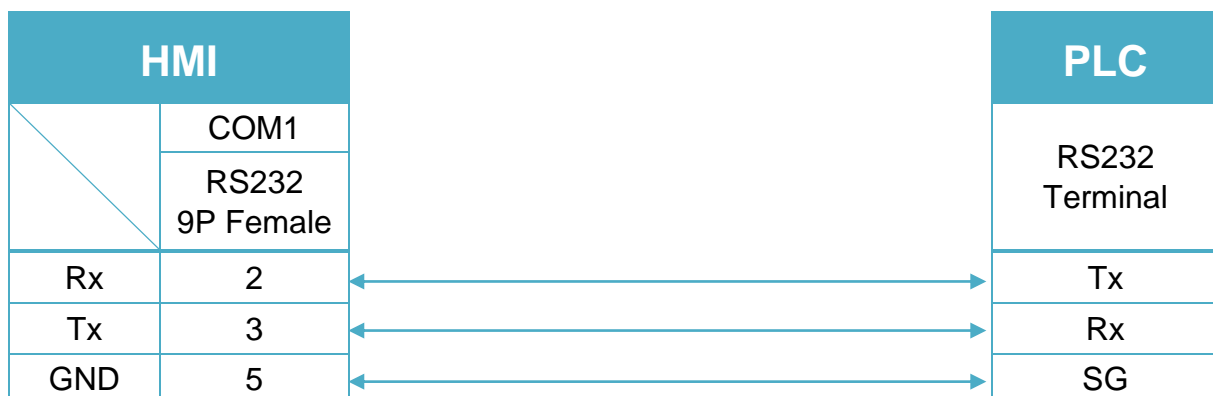 HMI
PLC
COM1
RS232
9P Female
RS232
Terminal
Rx 2 Tx
Tx 3 Rx
GND 5 SG